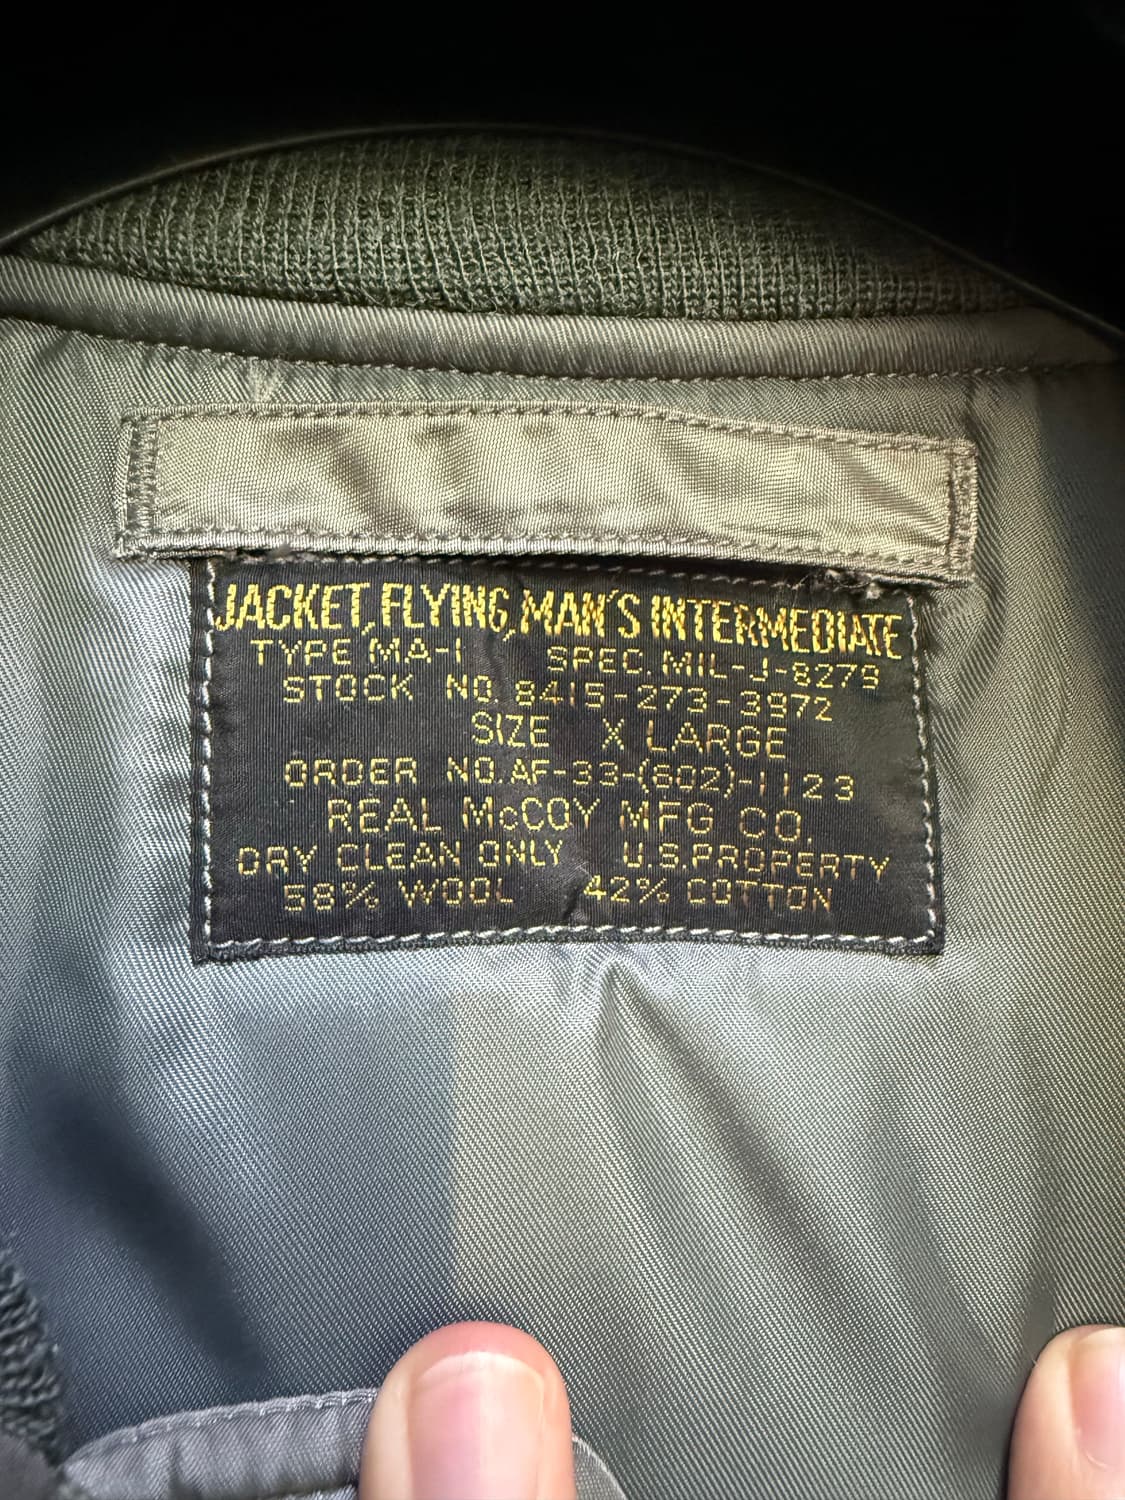 JACKET, FLYING, MAN'S INTERMEDIATE
TYPE MA-1 SPEC. MIL-J-8279
STOCK NO. 8415-273-3972
SIZE X LARGE
ORDER NO. AF-33-(602)-1123
REAL McCOY MFG CO.
DRY CLEAN ONLY U.S. PROPERTY
58% WOOL 42% COTTON